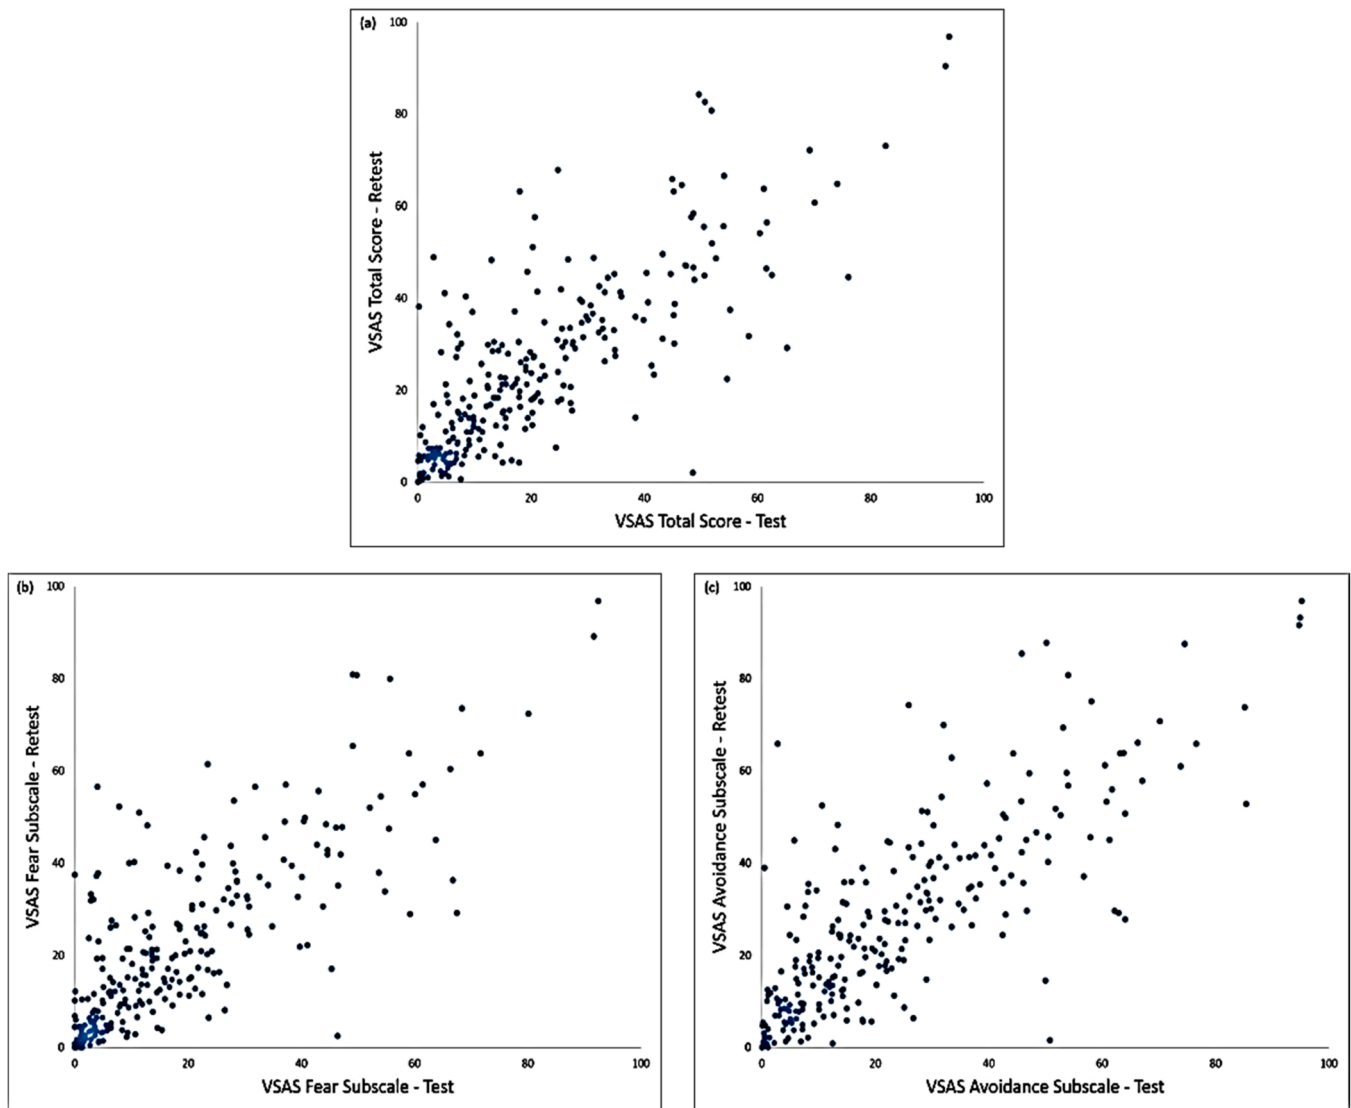 (a)
100
80
60
40
20
0
VSAS Total Score - Retest
0 20 40 60 80 100
VSAS Total Score - Test
(b)
100
80
60
40
20
0
VSAS Fear Subscale - Retest
0 20 40 60 80 100
VSAS Fear Subscale - Test
(c)
100
80
60
40
20
0
VSAS Avoidance Subscale - Retest
0 20 40 60 80 100
VSAS Avoidance Subscale - Test